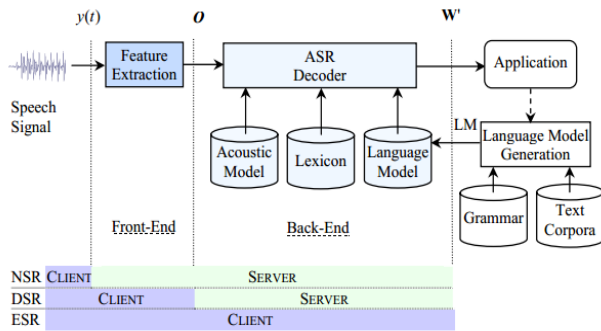 y(t)
O
W'
Feature
Extraction
ASR
Decoder
Application
Speech
Signal
Acoustic
Model
Lexicon
Language
Model
LM
Language Model
Generation
Grammar
Text
Corpora
Front-End
Back-End
NSR CLIENT SERVER
DSR CLIENT SERVER
ESR CLIENT